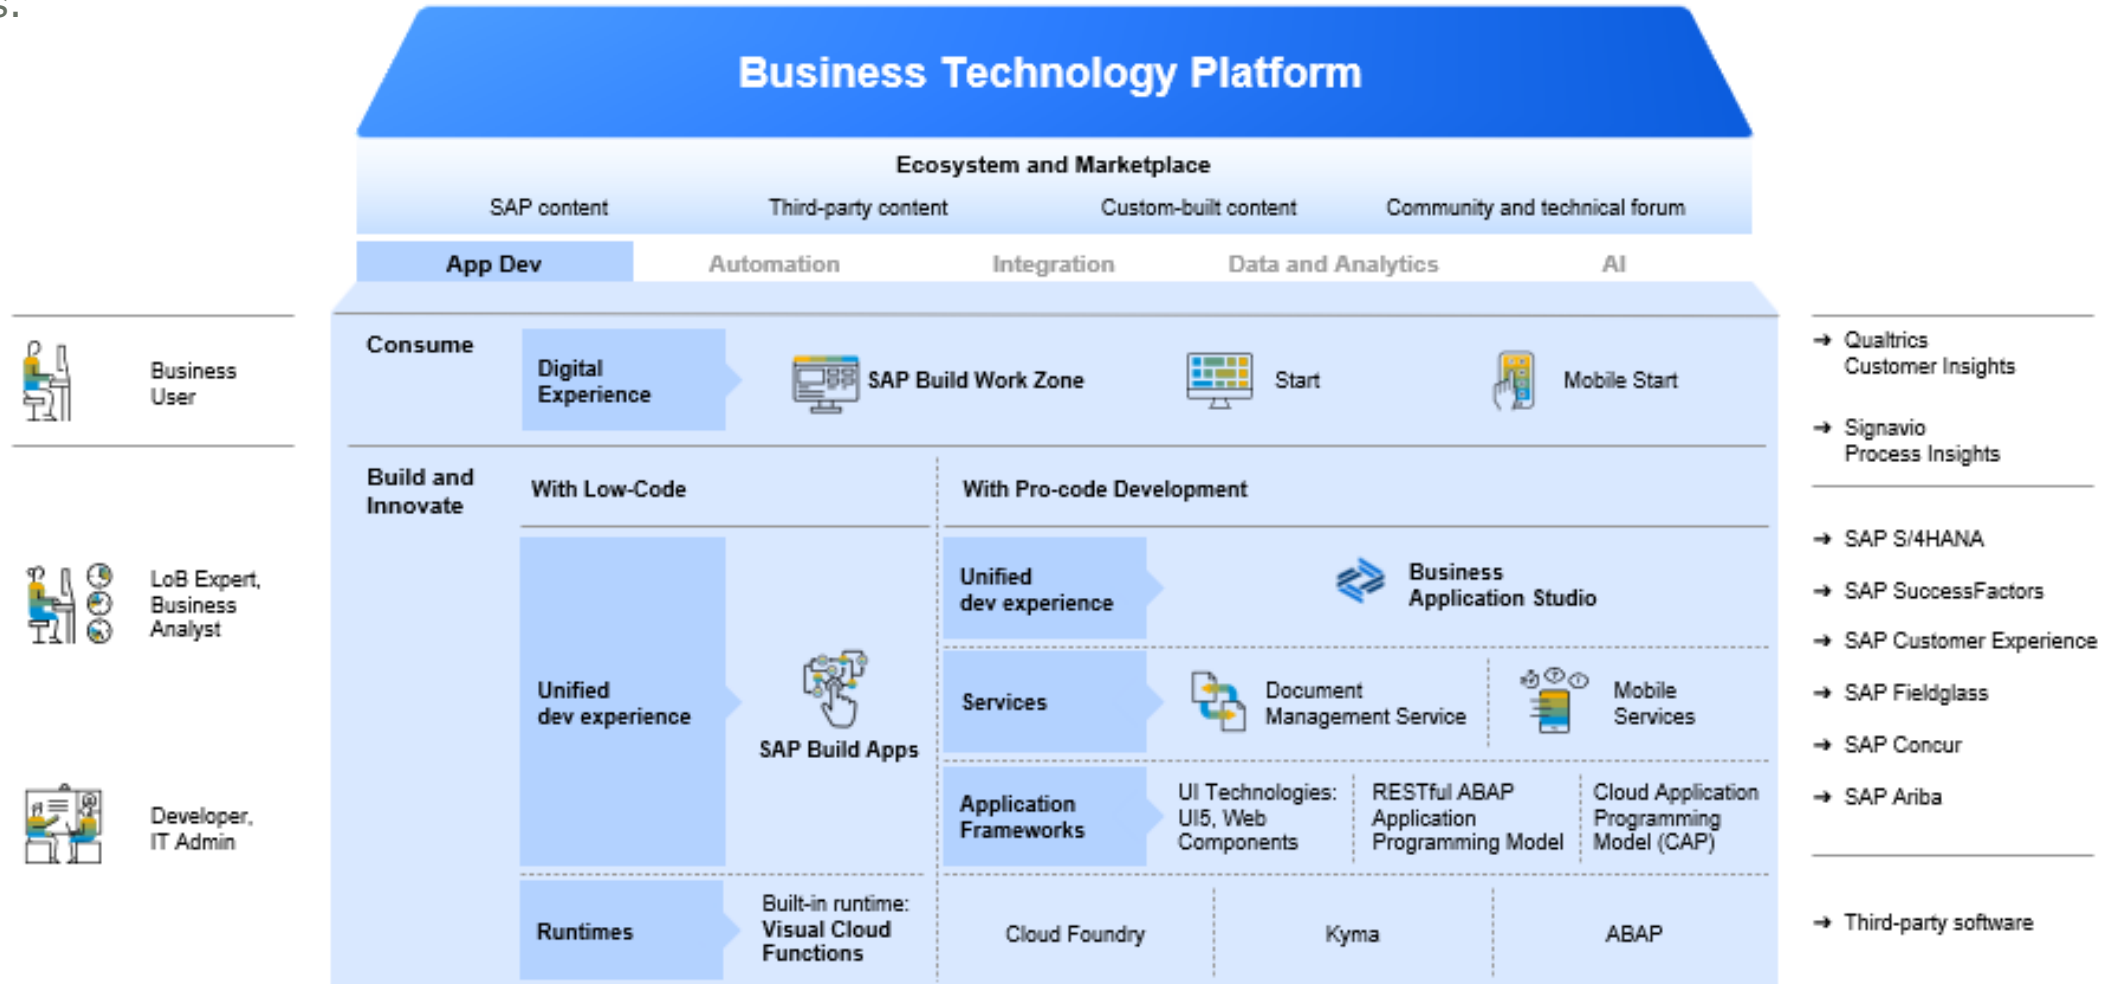 s.
Business Technology Platform
Ecosystem and Marketplace
SAP content
Third-party content
Custom-built content
Community and technical forum
App Dev
Automation
Integration
Data and Analytics
AI
Business
User
LoB Expert,
Business
Analyst
Developer,
IT Admin
Consume
Digital
Experience
SAP Build Work Zone
Start
Mobile Start
Build and
Innovate
With Low-Code
Unified
dev experience
SAP Build Apps
Runtimes
Built-in runtime:
Visual Cloud
Functions
With Pro-code Development
Unified
dev experience
Business
Application Studio
Services
Document
Management Service
Mobile
Services
Application
Frameworks
UI Technologies:
UI5, Web
Components
RESTful ABAP
Application
Programming Model
Cloud Application
Programming
Model (CAP)
Cloud Foundry
Kyma
ABAP
→ Qualtrics
Customer Insights
→ Signavio
Process Insights
→ SAP S/4HANA
→ SAP SuccessFactors
→ SAP Customer Experience
→ SAP Fieldglass
→ SAP Concur
→ SAP Ariba
→ Third-party software